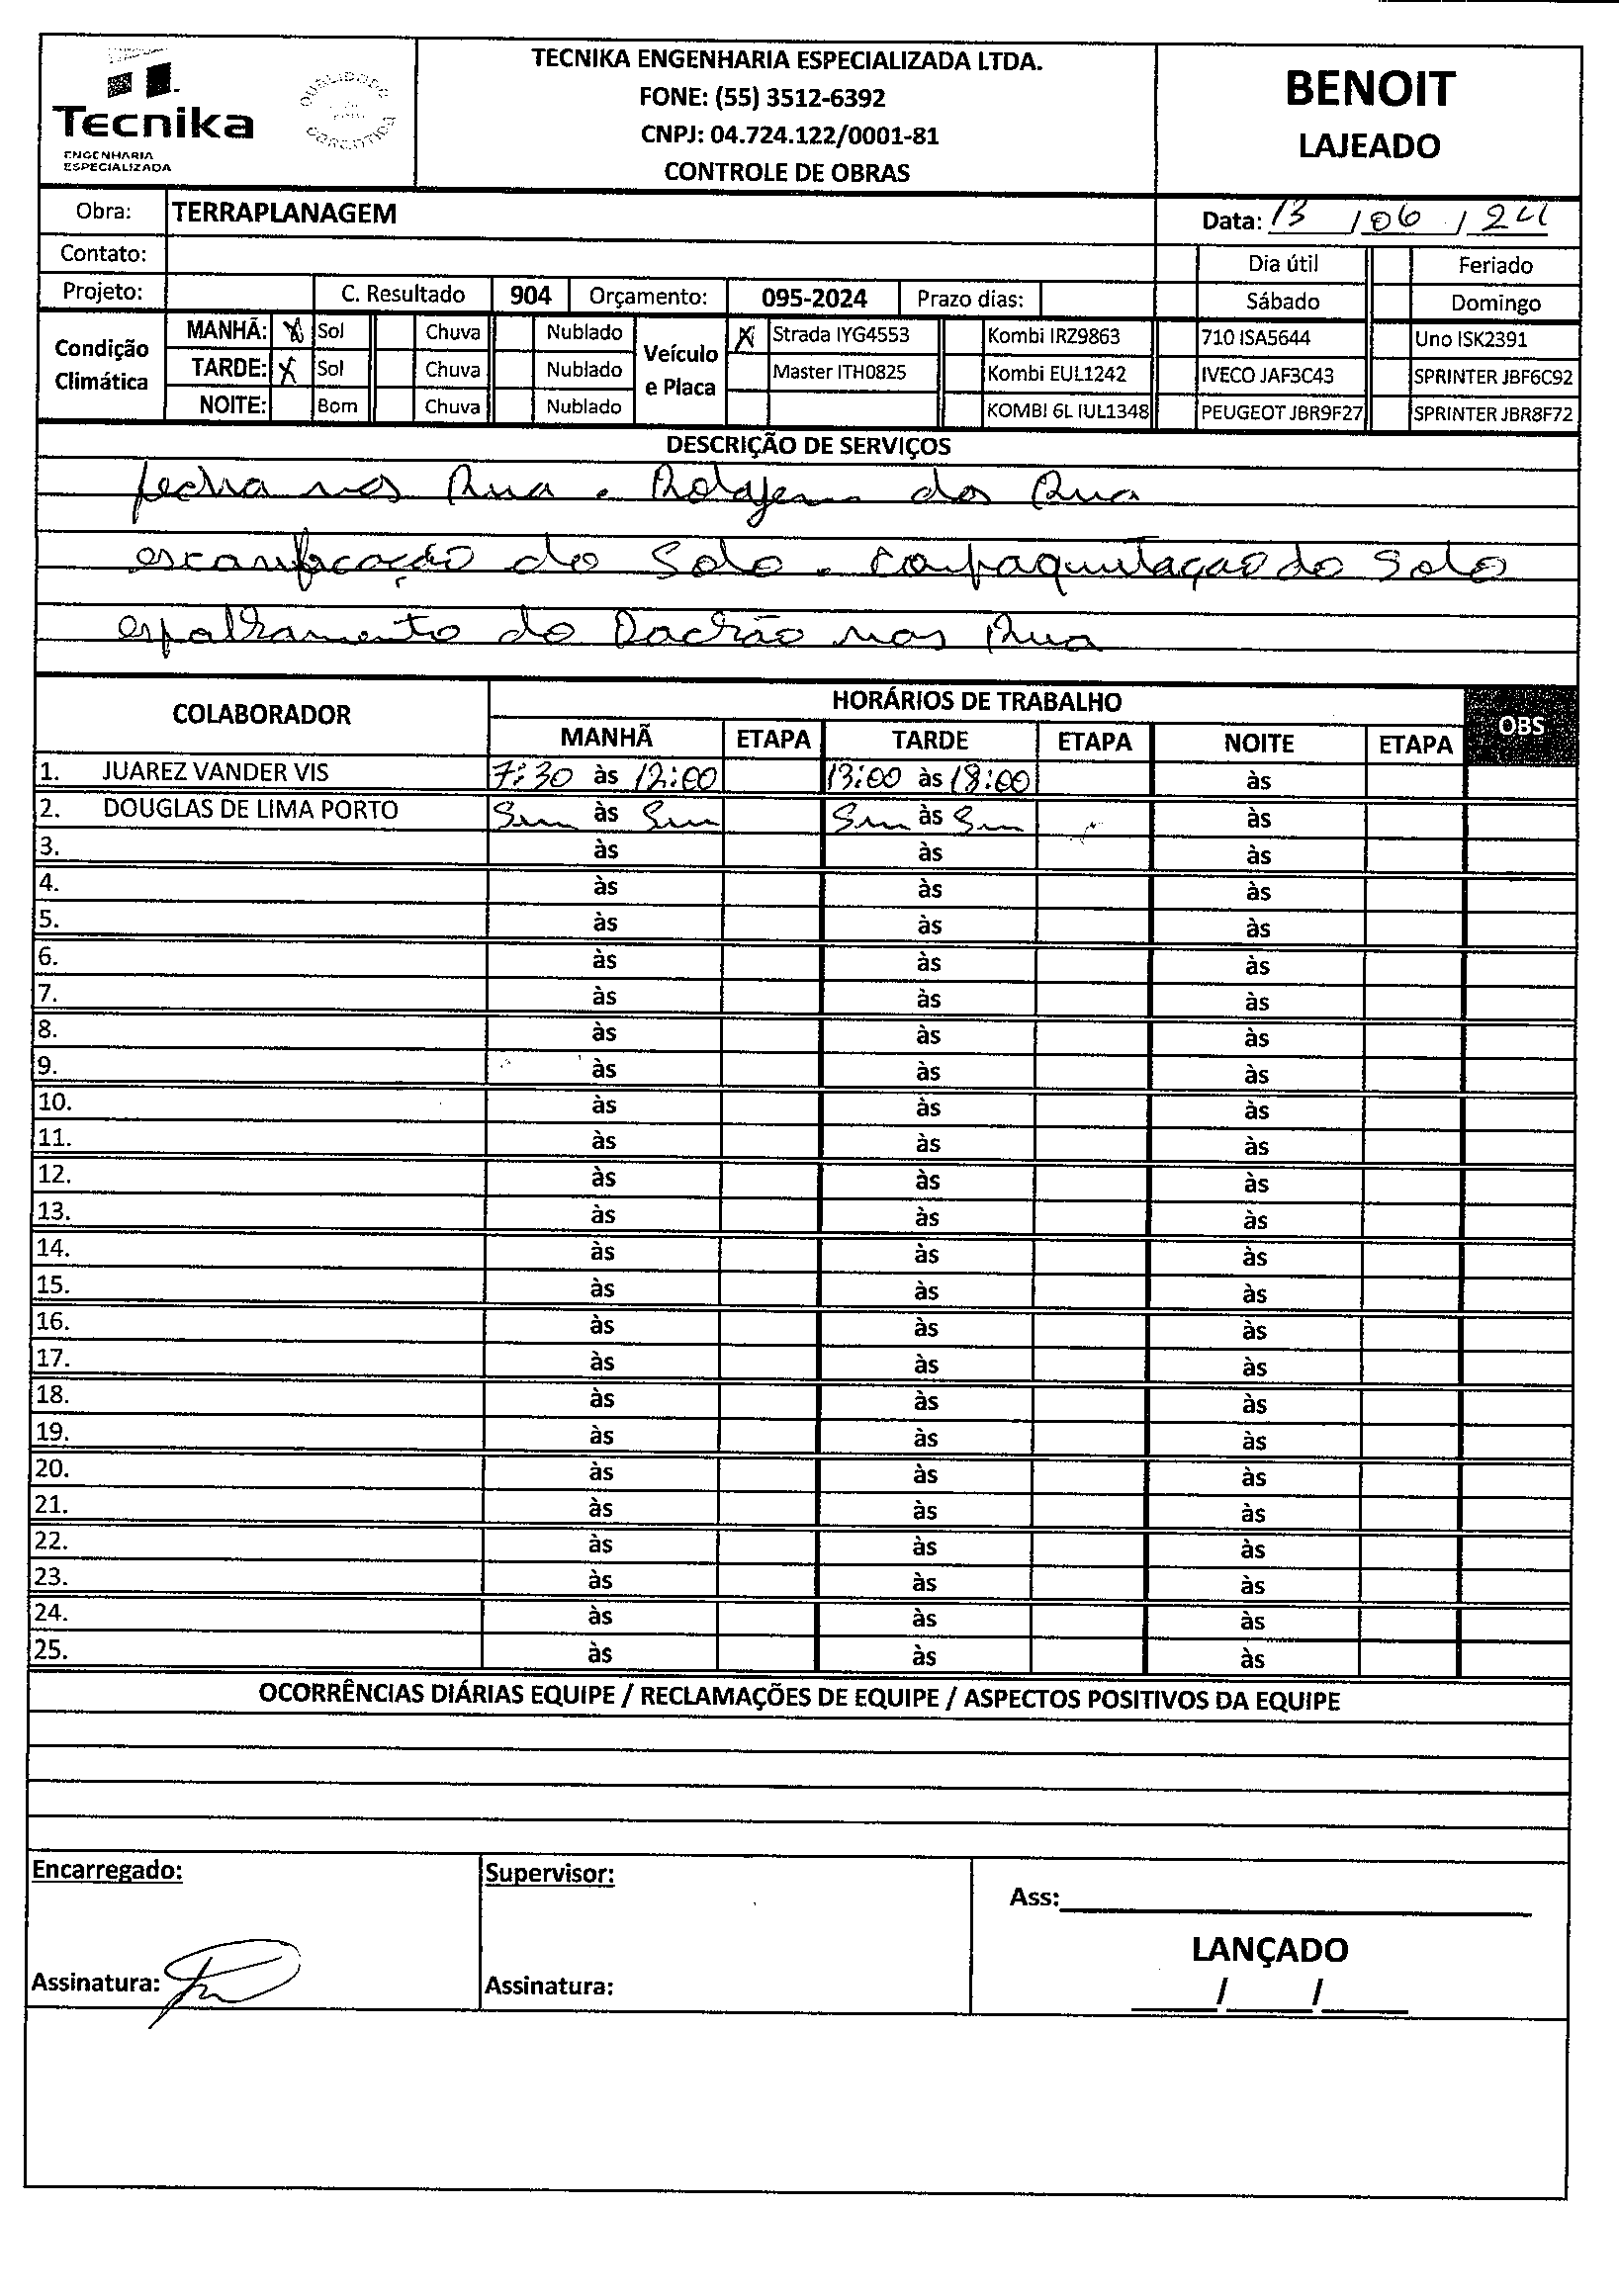 TECNIKA ENGENHARIA ESPECIALIZADA LTDA.
FONE: (55) 3512-6392
CNPJ: 04.724.122/0001-81
CONTROLE DE OBRAS
Tecnika
ENGENHARIA
ESPECIALIZADA
BENOIT
LAJEADO
Obra: TERRAPLANAGEM
Data: 13 / 06 / 24
Contato:
Dia útil Feriado
Projeto: C. Resultado 904 Orçamento: 095-2024 Prazo dias: Sábado Domingo
Condição Climática
MANHÃ: X Sol Chuva Nublado
TARDE: X Sol Chuva Nublado
NOITE: Bom Chuva Nublado
Veículo e Placa
X Strada IYG4553 Kombi IRZ9863 710 ISA5644 Uno ISK2391
Master ITH0825 Kombi EUL1242 IVECO JAF3C43 SPRINTER JBF6C92
KOMBI 6L IUL1348 PEUGEOT JBR9F27 SPRINTER JBR8F72
DESCRIÇÃO DE SERVIÇOS
pedra nas Rua. Rolajem das Rua
escarificação do Solo. do Solo
espalhamento do Rachão nas Rua
COLABORADOR HORÁRIOS DE TRABALHO OBS
MANHÃ ETAPA TARDE ETAPA NOITE ETAPA
1. JUAREZ VANDER VIS 7:30 às 12:00 13:00 às 18:00 às
2. DOUGLAS DE LIMA PORTO às às às
3. às às às
4. às às às
5. às às às
6. às às às
7. às às às
8. às às às
9. às às às
10. às às às
11. às às às
12. às às às
13. às às às
14. às às às
15. às às às
16. às às às
17. às às às
18. às às às
19. às às às
20. às às às
21. às às às
22. às às às
23. às às às
24. às às às
25. às às às
OCORRÊNCIAS DIÁRIAS EQUIPE / RECLAMAÇÕES DE EQUIPE / ASPECTOS POSITIVOS DA EQUIPE
Encarregado: Supervisor: Ass:
LANÇADO
Assinatura: Assinatura: / /